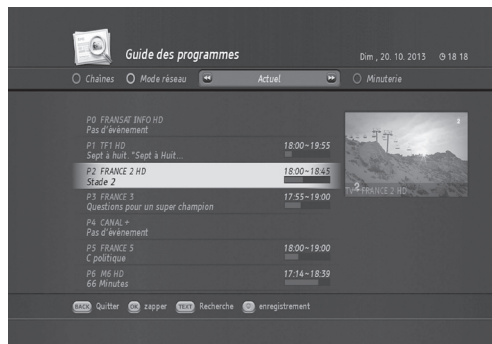 Guide des programmes
Dim , 20. 10. 2013 18 18
Chaînes Mode réseau Actuel Minuterie
P0 FRANSAT INFO HD
Pas d'évènement
P1 TF1 HD 18:00~19:55
Sept à huit. "Sept à Huit...
P2 FRANCE 2 HD 18:00~18:45
Stade 2
P3 FRANCE 3 17:55~19:00
Questions pour un super champion
P4 CANAL+
Pas d'évènement
P5 FRANCE 5 18:00~19:00
C politique
P6 M6 HD 17:14~18:39
66 Minutes
2
TV FRANCE 2 HD
BACK Quitter OK zapper TEXT Recherche enregistrement